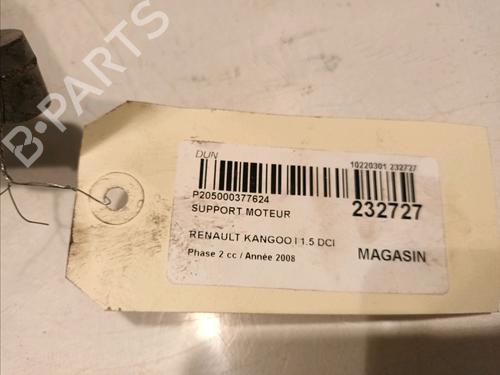 B-PARTS
DUN
10220301 232727
P205000377624
SUPPORT MOTEUR
232727
RENAULT KANGOO I 1.5 DCI
Phase 2 cc / Année 2008
MAGASIN